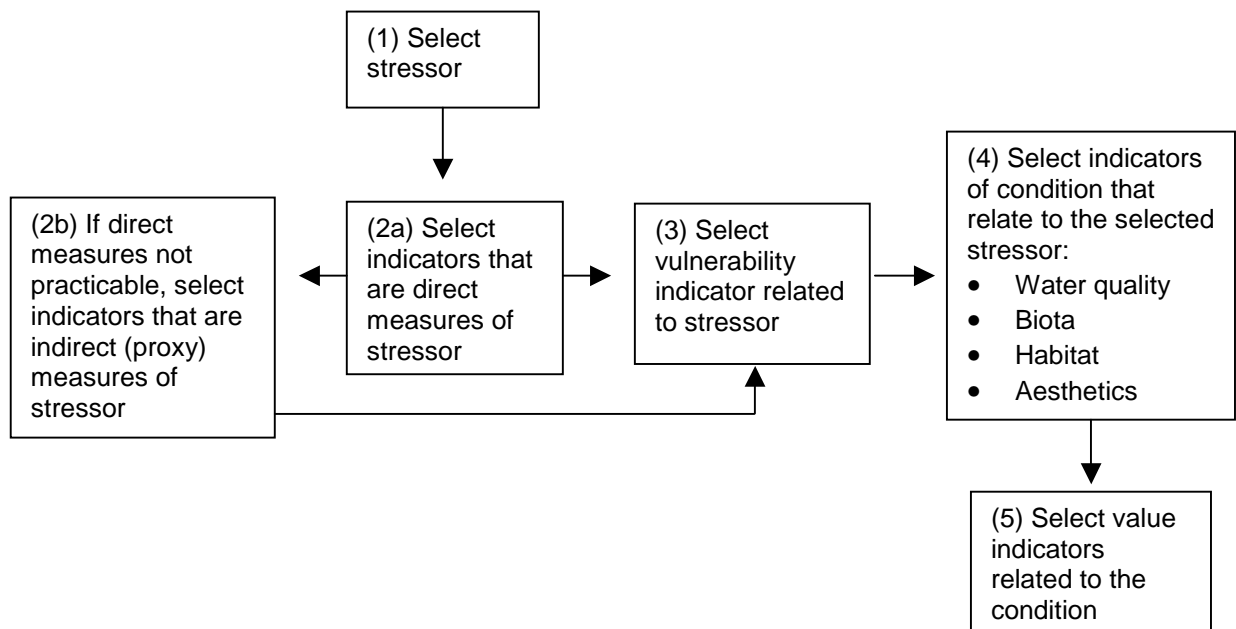 (1) Select
stressor
(2b) If direct
measures not
practicable, select
indicators that are
indirect (proxy)
measures of
stressor
(2a) Select
indicators that
are direct
measures of
stressor
(3) Select
vulnerability
indicator related
to stressor
(4) Select indicators
of condition that
relate to the selected
stressor:
• Water quality
• Biota
• Habitat
• Aesthetics
(5) Select value
indicators
related to the
condition